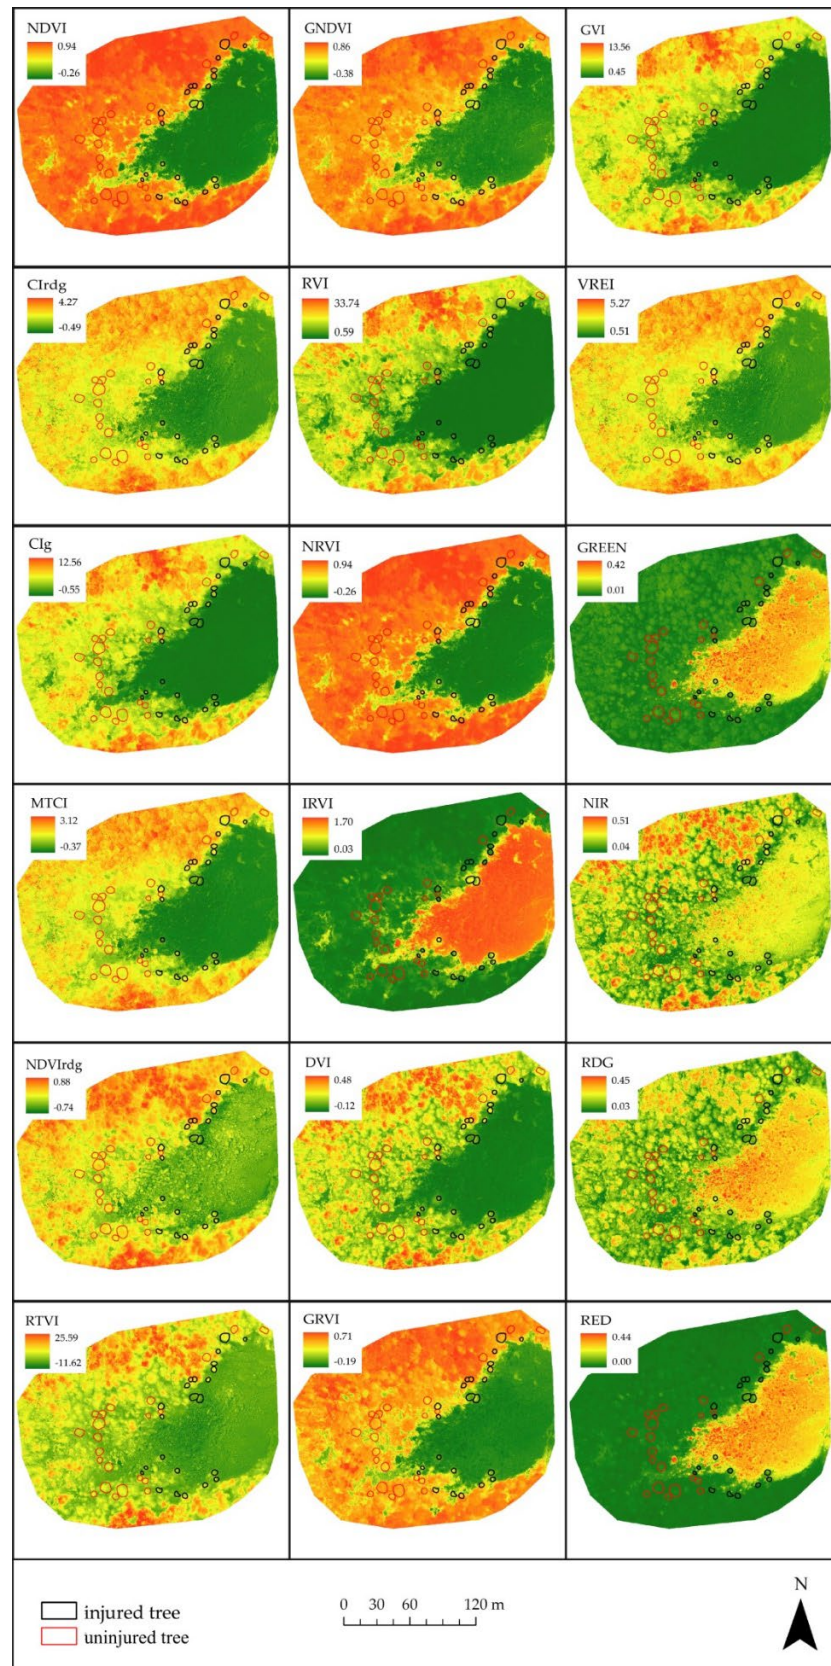 NDVI
0.94
-0.26
GNDVI
0.86
-0.38
GVI
13.56
0.45
CIrdg
4.27
-0.49
RVI
33.74
0.59
VREI
5.27
0.51
CIg
12.56
-0.55
NRVI
0.94
-0.26
GREEN
0.42
0.01
MTCI
3.12
-0.37
IRVI
1.70
0.03
NIR
0.51
0.04
NDVIrdg
0.88
-0.74
DVI
0.48
-0.12
RDG
0.45
0.03
RTVI
25.59
-11.62
GRVI
0.71
-0.19
RED
0.44
0.00
injured tree
uninjured tree
0 30 60 120 m
N